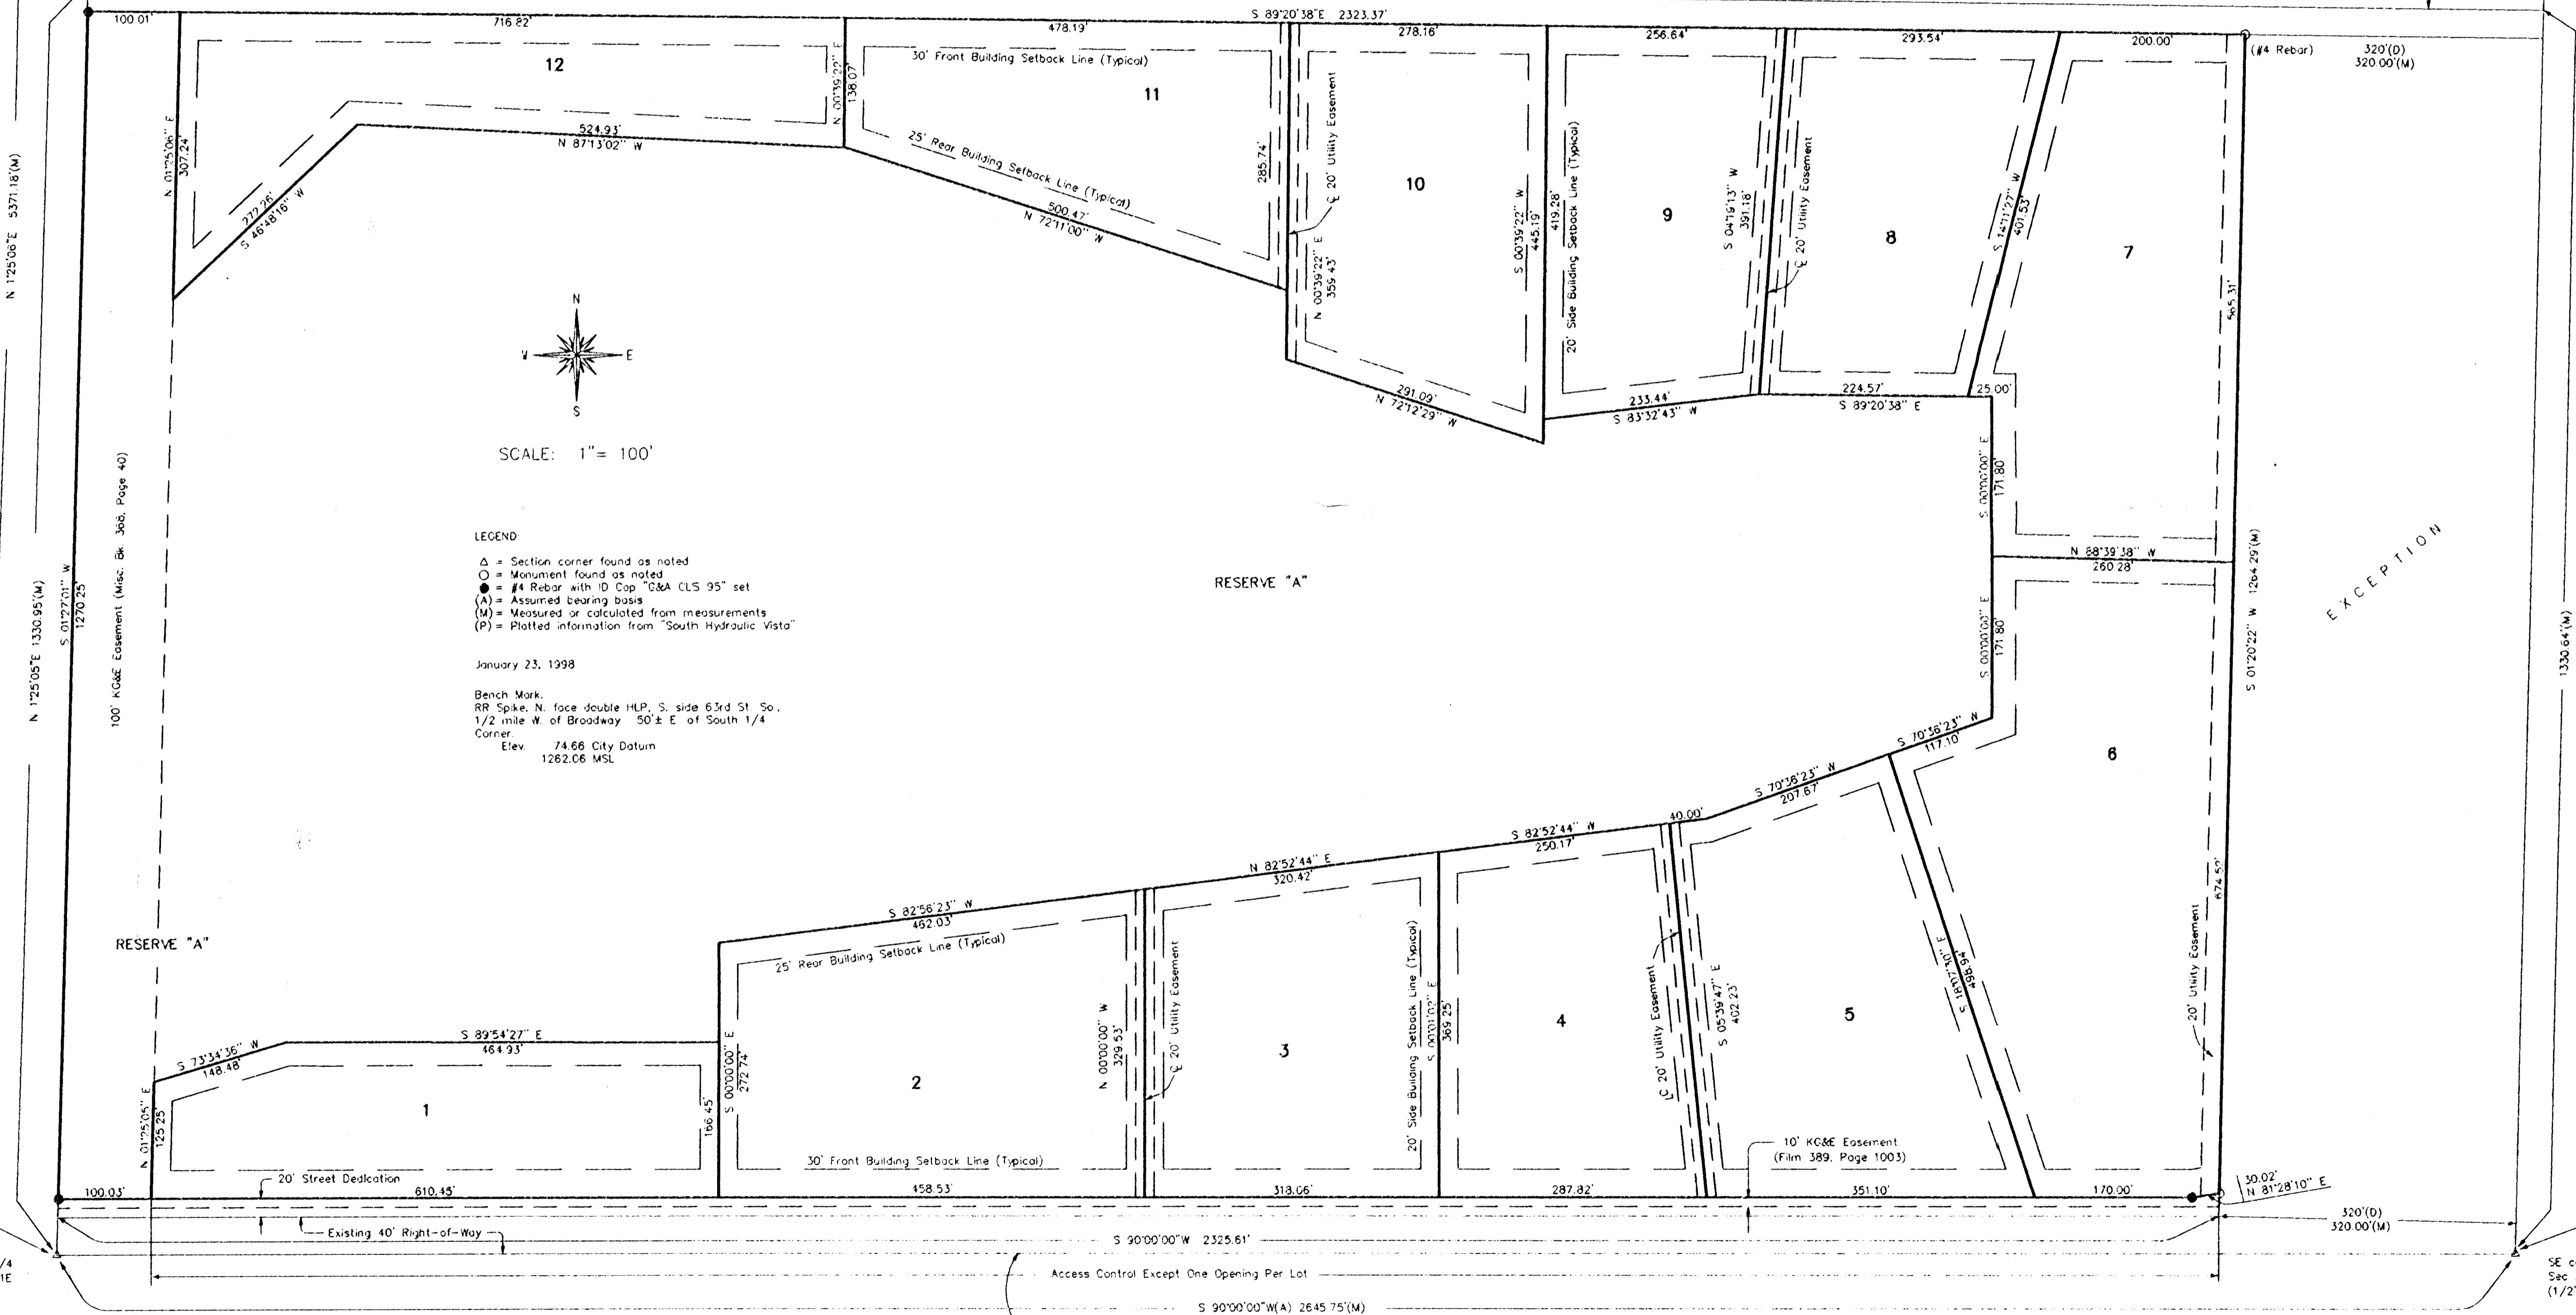 S 89°20'38"E 2323.37'
100.01'
716.82'
478.19'
278.16'
256.64'
293.54'
200.00'
(#4 Rebar)
320'(D)
320.00'(M)
12
30' Front Building Setback Line (Typical)
11
N 00°39'22" E
138.07'
N 01°25'06" E
307.24'
524.93'
N 87°13'02" W
272.26'
S 46°48'16" W
25' Rear Building Setback Line (Typical)
500.47'
N 72°11'00" W
285.74'
℄ 20' Utility Easement
N 00°39'22" E
359.43'
10
S 00°39'22" W
445.19'
419.28'
20' Side Building Setback Line (Typical)
9
S 04°19'13" W
391.18'
℄ 20' Utility Easement
8
S 14°11'27" W
401.53'
7
565.31'
291.09'
N 72°12'29" W
233.44'
S 83°32'43" W
224.57'
S 89°20'38" E
25.00'
S 00°00'00" E
171.80'
N 88°39'38" W
260.28'
S 00°00'00" E
171.80'
S 01°20'22" W 1264.29'(M)
EXCEPTION
1330.64'(M)
N 1°25'06"E 5371.18'(M)
N 1°25'05"E 1330.95'(M)
S 01°27'01" W
1270.25'
100' KG&E Easement (Misc. Bk. 368, Page 40)
N
W E
S
SCALE: 1"= 100'
LEGEND:
△ = Section corner found as noted
○ = Monument found as noted
● = #4 Rebar with ID Cap "G&A CLS 95" set
(A) = Assumed bearing basis
(M) = Measured or calculated from measurements
(P) = Platted information from "South Hydraulic Vista"
January 23, 1998
Bench Mark:
RR Spike, N. face double HLP, S. side 63rd St. So.,
1/2 mile W. of Broadway 50'± E of South 1/4
Corner.
Elev. 74.66 City Datum
1262.06 MSL
RESERVE "A"
RESERVE "A"
S 70°36'23" W
117.10'
6
S 70°36'23" W
207.67'
40.00'
S 82°52'44" W
250.17'
N 82°52'44" E
320.42'
S 82°56'23" W
462.03'
25' Rear Building Setback Line (Typical)
S 89°54'27" E
464.93'
S 73°34'36" W
148.48'
N 01°25'05" E
125.25'
1
166.45'
S 00°00'00" E
272.74'
2
N 00°00'00" W
329.53'
℄ 20' Utility Easement
3
20' Side Building Setback Line (Typical)
S 00°01'02" E
369.25'
4
LC 20' Utility Easement
S 05°39'47" E
402.23'
5
S 18°17'30" E
498.94'
674.52'
20' Utility Easement
30' Front Building Setback Line (Typical)
10' KG&E Easement
(Film 389, Page 1003)
20' Street Dedication
100.03'
610.45'
458.53'
318.06'
287.82'
351.10'
170.00'
30.02'
N 81°28'10" E
320'(D)
320.00'(M)
Existing 40' Right-of-Way
S 90°00'00"W 2325.61'
Access Control Except One Opening Per Lot
S 90°00'00"W(A) 2645.75'(M)
/4
1E
SE c
Sec
(1/2